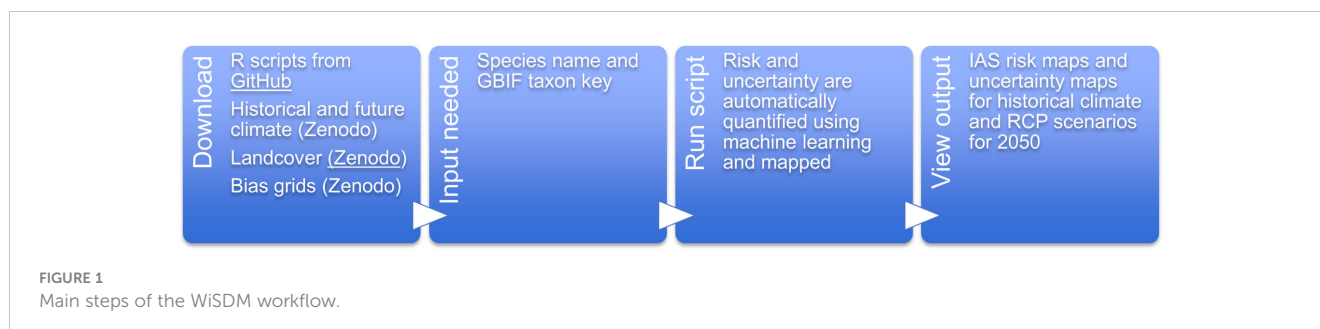 Download
R scripts from
GitHub
Historical and future
climate (Zenodo)
Landcover (Zenodo)
Bias grids (Zenodo)
Input needed
Species name and
GBIF taxon key
Run script
Risk and
uncertainty are
automatically
quantified using
machine learning
and mapped
View output
IAS risk maps and
uncertainty maps
for historical climate
and RCP scenarios
for 2050
FIGURE 1
Main steps of the WiSDM workflow.